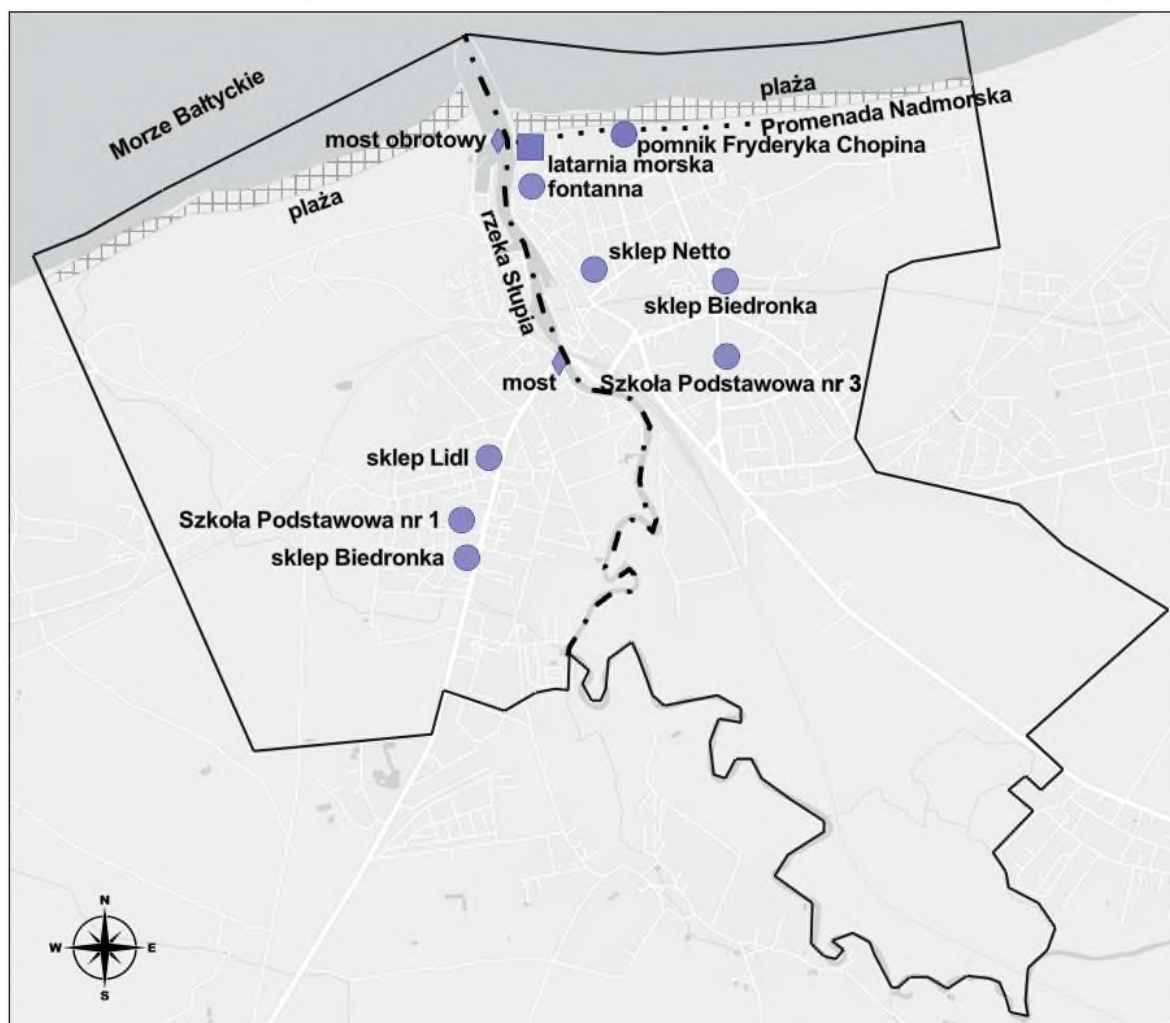 Morze Bałtyckie
plaża
Promenada Nadmorska
most obrotowy
pomnik Fryderyka Chopina
latarnia morska
fontanna
plaża
rzeka Słupia
sklep Netto
sklep Biedronka
most
Szkoła Podstawowa nr 3
sklep Lidl
Szkoła Podstawowa nr 1
sklep Biedronka
N
W
E
S